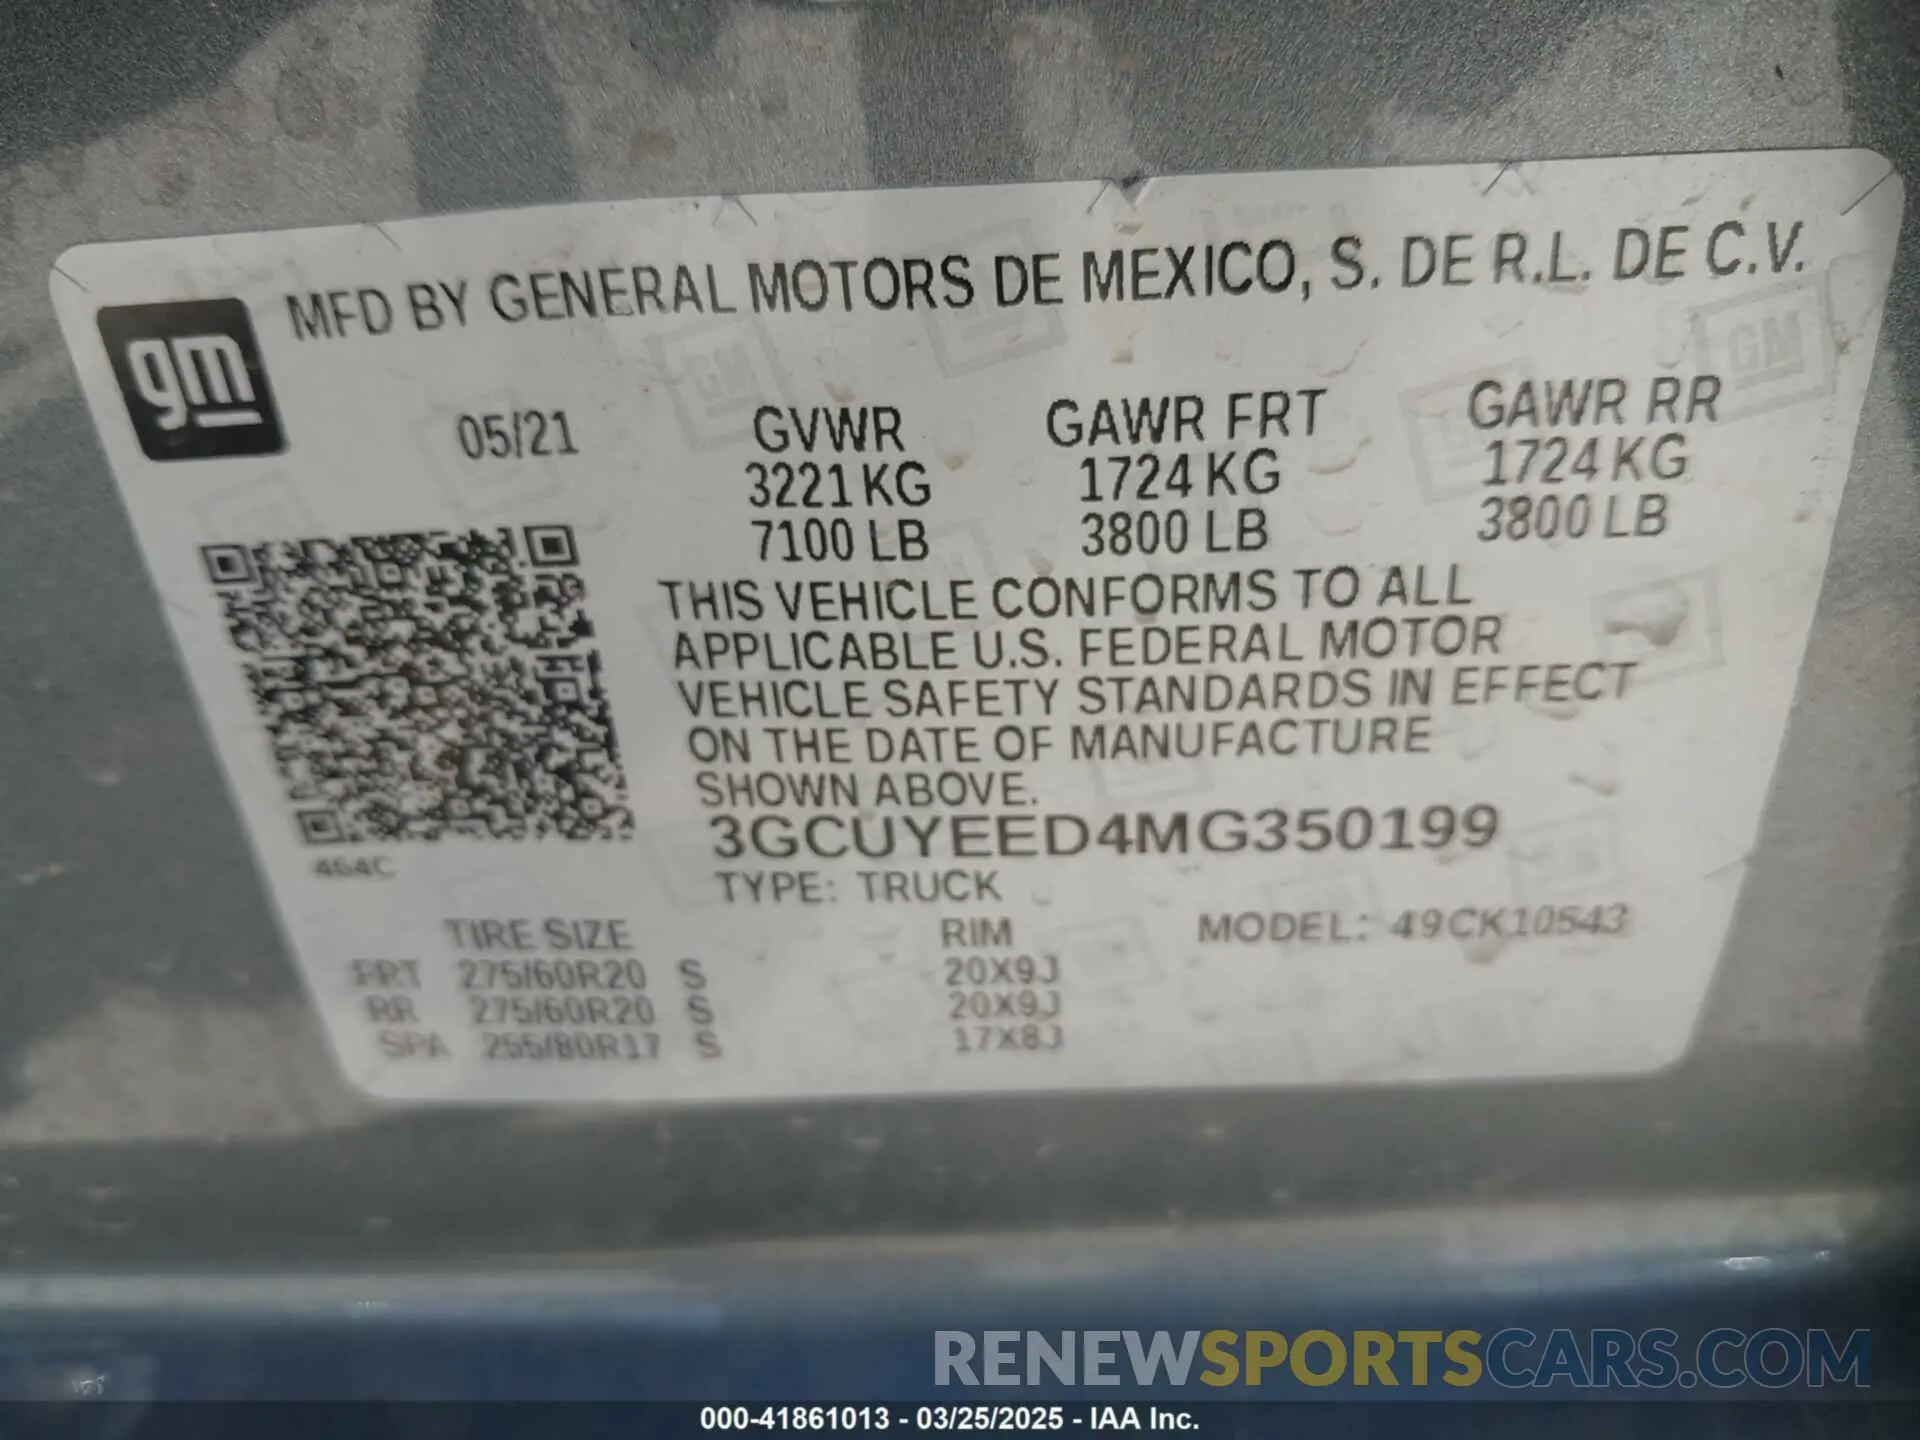 MFD BY GENERAL MOTORS DE MEXICO, S. DE R.L. DE C.V.
gm
05/21 GVWR GAWR FRT GAWR RR
3221 KG 1724 KG 1724 KG
7100 LB 3800 LB 3800 LB
THIS VEHICLE CONFORMS TO ALL
APPLICABLE U.S. FEDERAL MOTOR
VEHICLE SAFETY STANDARDS IN EFFECT
ON THE DATE OF MANUFACTURE
SHOWN ABOVE.
3GCUYEED4MG350199
464C
TYPE: TRUCK
TIRE SIZE RIM MODEL: 49CK10543
FRT 275/60R20 S 20X9J
RR 275/60R20 S 20X9J
SPA 255/80R17 S 17X8J
RENEWSPORTSCARS.COM
000-41861013 - 03/25/2025 - IAA Inc.